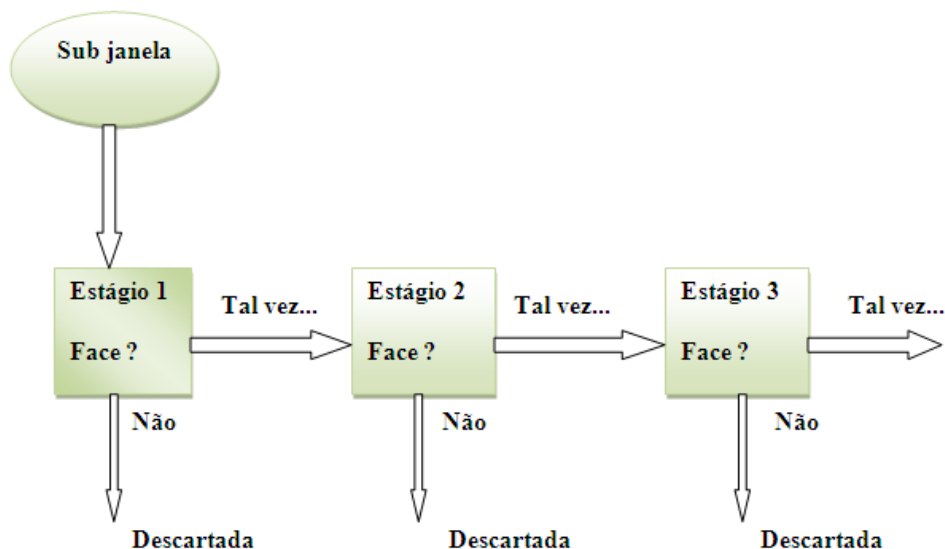 Sub janela
Estágio 1
Face ?
Tal vez...
Estágio 2
Face ?
Tal vez...
Estágio 3
Face ?
Tal vez...
Não
Não
Não
Descartada
Descartada
Descartada